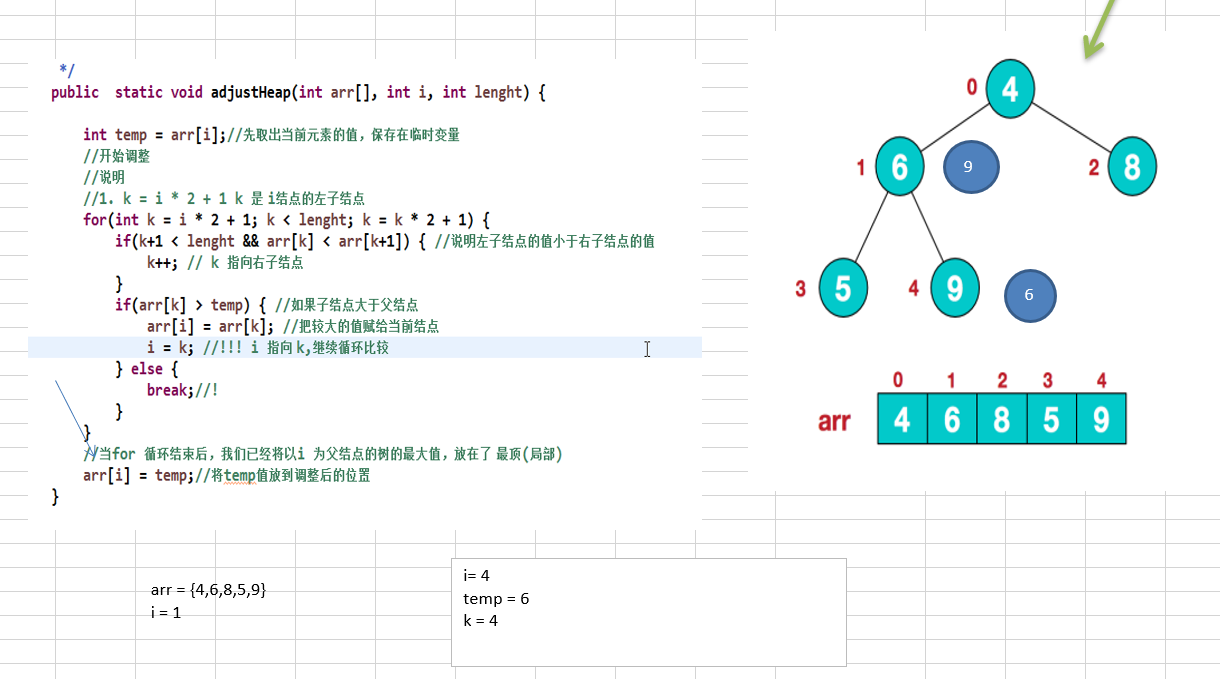 */
public static void adjustHeap(int arr[], int i, int lenght) {
int temp = arr[i];//先取出当前元素的值，保存在临时变量
//开始调整
//说明
//1. k = i * 2 + 1 k 是 i结点的左子结点
for(int k = i * 2 + 1; k < lenght; k = k * 2 + 1) {
if(k+1 < lenght && arr[k] < arr[k+1]) { //说明左子结点的值小于右子结点的值
k++; // k 指向右子结点
}
if(arr[k] > temp) { //如果子结点大于父结点
arr[i] = arr[k]; //把较大的值赋给当前结点
i = k; //!!! i 指向 k,继续循环比较
} else {
break;//!
}
}
//当for 循环结束后，我们已经将以i 为父结点的树的最大值，放在了 最顶(局部)
arr[i] = temp;//将temp值放到调整后的位置
}
0 4
1 6 9 2 8
3 5 4 9 6
0 1 2 3 4
arr 4 6 8 5 9
arr = {4,6,8,5,9}
i = 1
i= 4
temp = 6
k = 4